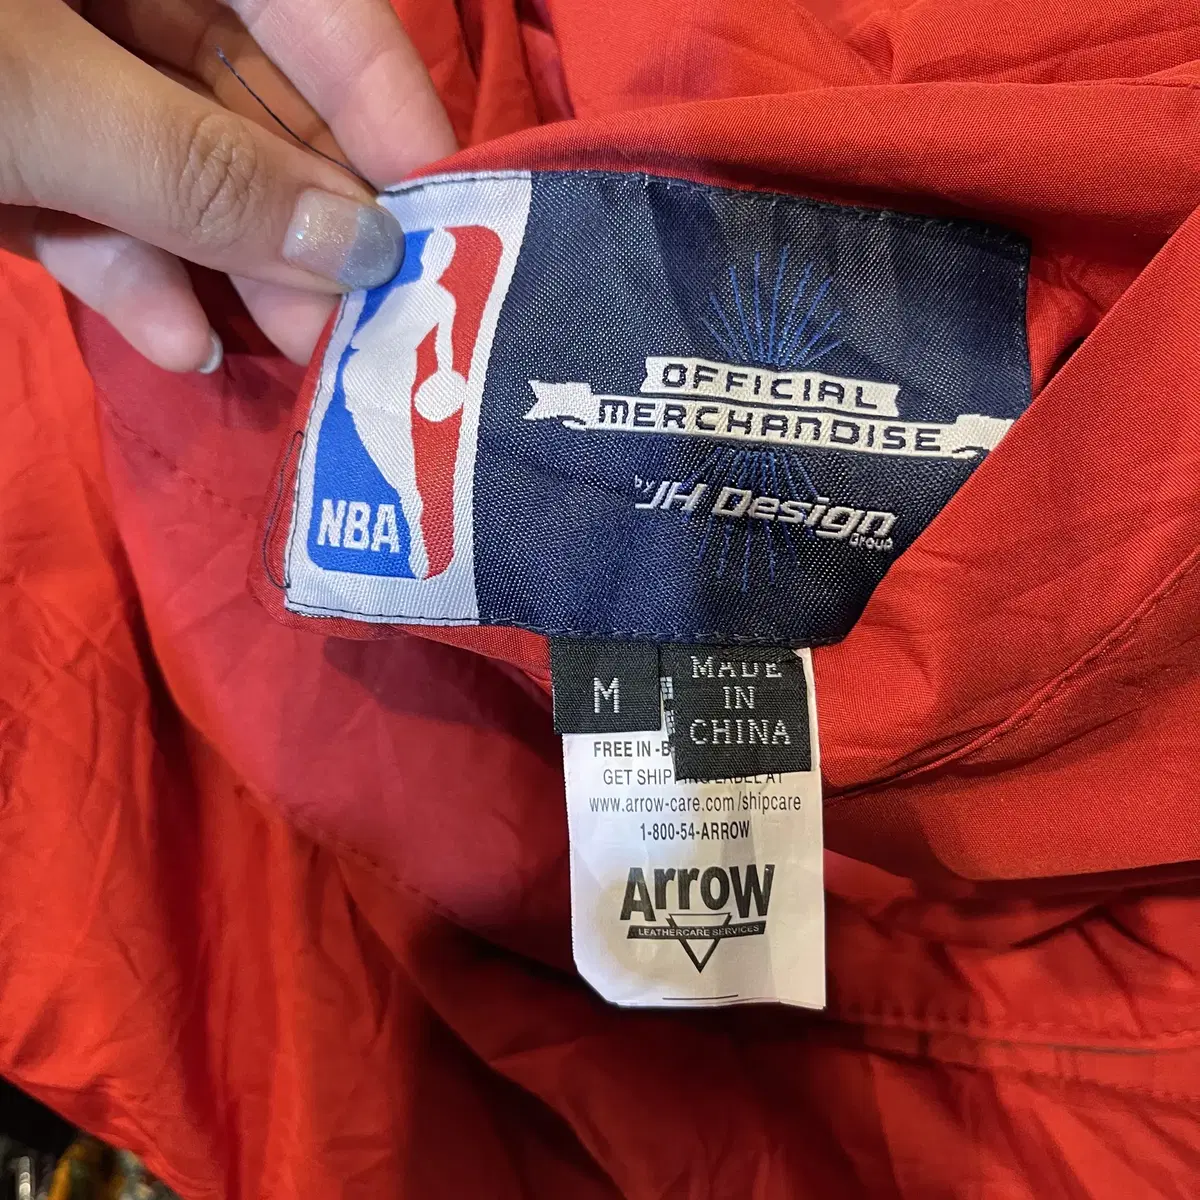 NBA
OFFICIAL
MERCHANDISE
by JH Design
Group
M
MADE
IN
CHINA
FREE IN -B
GET SHIPPING LABEL AT
www.arrow-care.com/shipcare
1-800-54-ARROW
Arrow
LEATHERCARE SERVICES